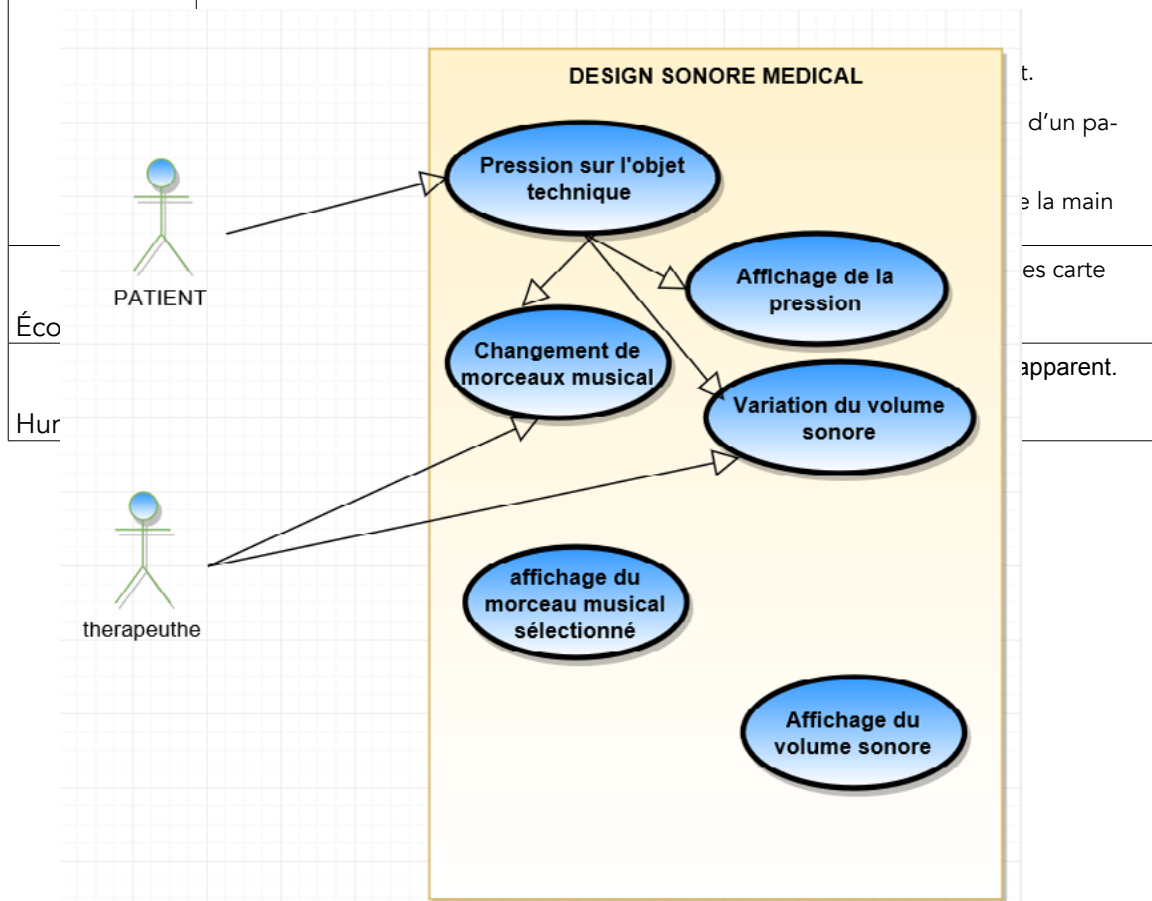 DESIGN SONORE MEDICAL
t.
d'un pa-
e la main
es carte
apparent.
Éco
Hur
Pression sur l'objet
technique
PATIENT
Affichage de la
pression
Changement de
morceaux musical
Variation du volume
sonore
therapeuthe
affichage du
morceau musical
sélectionné
Affichage du
volume sonore